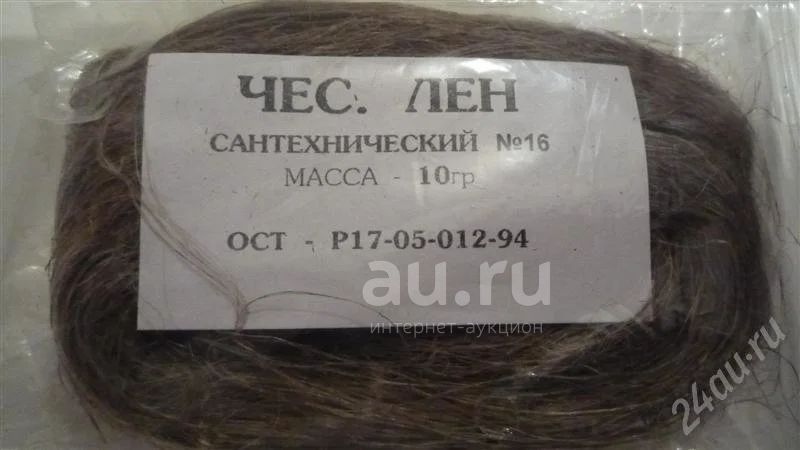 ЧЕС. ЛЕН
САНТЕХНИЧЕСКИЙ №16
МАССА - 10гр
ОСТ - Р17-05-012-94
au.ru
интернет-аукцион
24au.ru